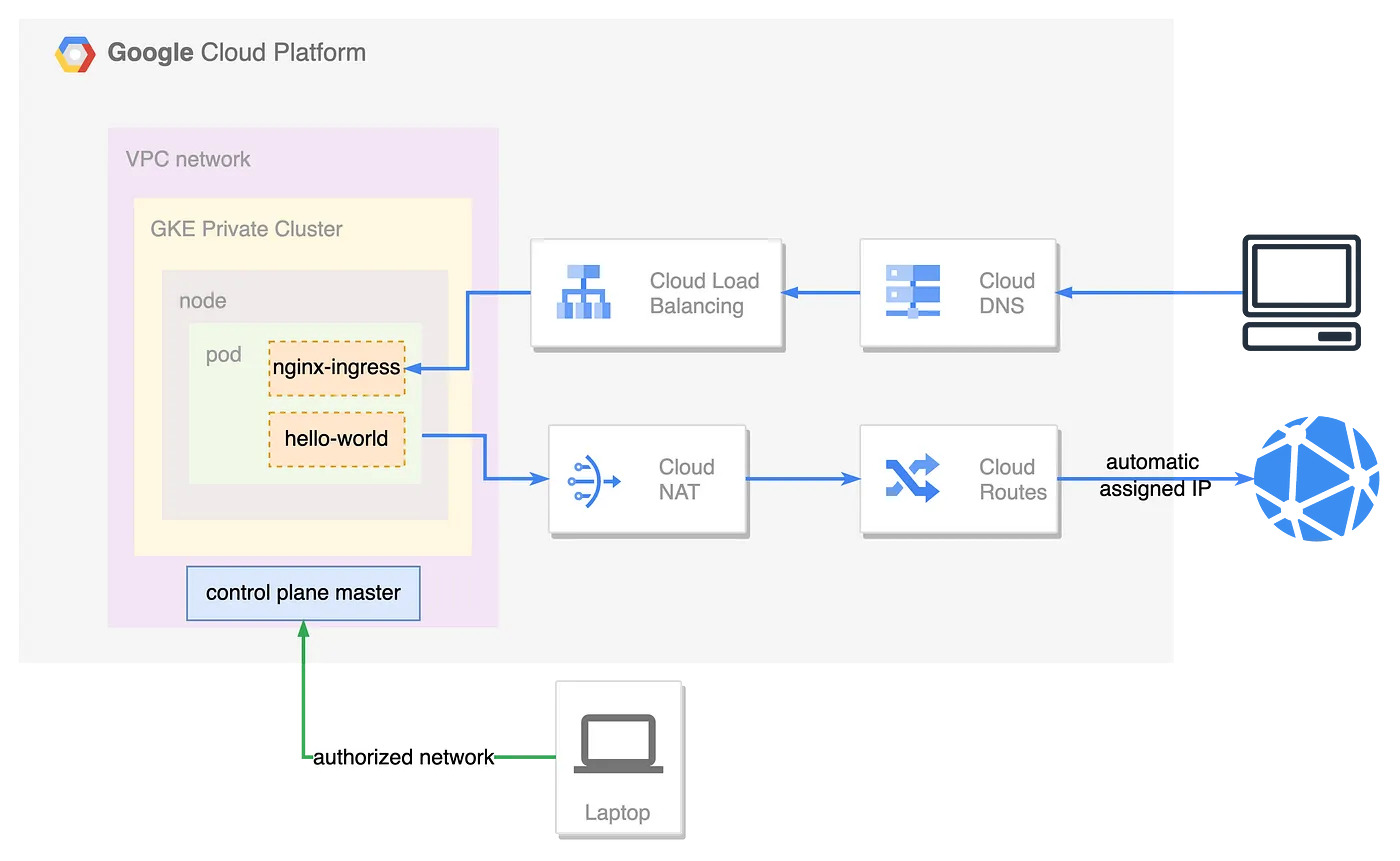 Google Cloud Platform
VPC network
GKE Private Cluster
node
pod
nginx-ingress
hello-world
control plane master
Cloud Load
Balancing
Cloud
DNS
Cloud
NAT
Cloud
Routes
automatic
assigned IP
authorized network
Laptop